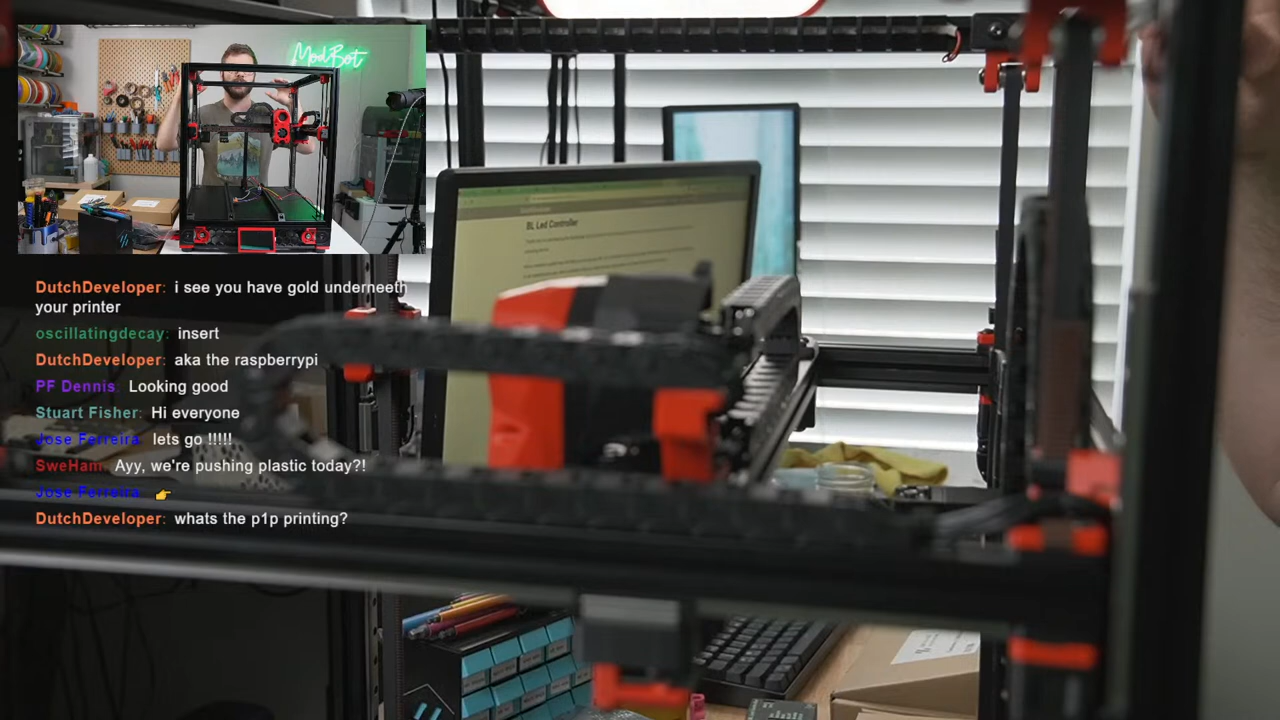 ModBot
BL Led Controller
DutchDeveloper: i see you have gold underneeth
your printer
oscillatingdecay: insert
DutchDeveloper: aka the raspberrypi
PF Dennis: Looking good
Stuart Fisher: Hi everyone
Jose Ferreira: lets go !!!!!
SweHam: Ayy, we're pushing plastic today?!
Jose Ferreira: 👉
DutchDeveloper: whats the p1p printing?